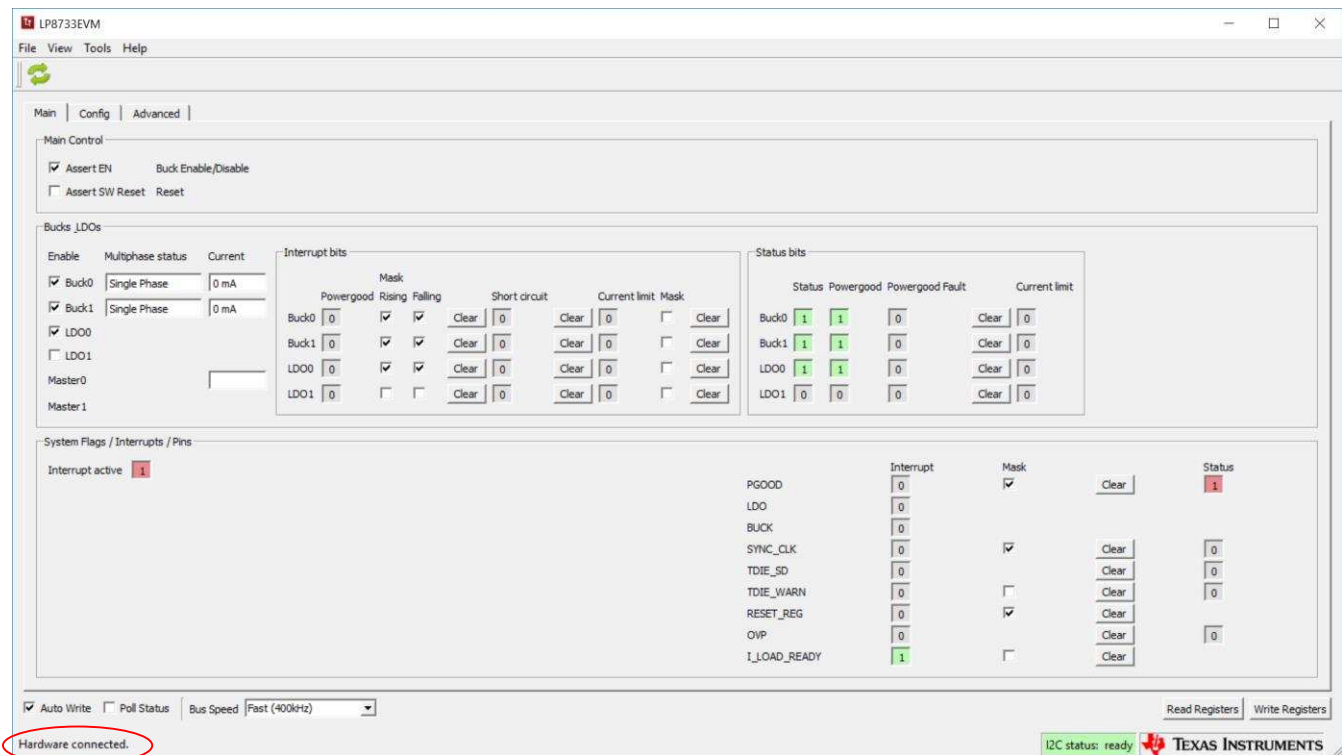 LP8733EVM
File View Tools Help
Main Config Advanced
Main Control
Assert EN Buck Enable/Disable
Assert SW Reset Reset
Bucks_LDOs
Enable Multiphase status Current
Buck0 Single Phase 0 mA
Buck1 Single Phase 0 mA
LDO0
LDO1
Master0
Master1
Interrupt bits
Mask
Powergood Rising Falling Short circuit Current limit Mask
Buck0 0 Clear 0 Clear 0 Clear
Buck1 0 Clear 0 Clear 0 Clear
LDO0 0 Clear 0 Clear 0 Clear
LDO1 0 Clear 0 Clear 0 Clear
Status bits
Status Powergood Powergood Fault Current limit
Buck0 1 1 0 Clear 0
Buck1 1 1 0 Clear 0
LDO0 1 1 0 Clear 0
LDO1 0 0 0 Clear 0
System Flags / Interrupts / Pins
Interrupt active 1
Interrupt Mask Status
PGOOD 0 Clear 1
LDO 0
BUCK 0
SYNC_CLK 0 Clear 0
TDIE_SD 0 Clear 0
TDIE_WARN 0 Clear 0
RESET_REG 0 Clear
OVP 0 Clear 0
I_LOAD_READY 1 Clear
Auto Write Poll Status Bus Speed Fast (400kHz) Read Registers Write Registers
Hardware connected. I2C status: ready TEXAS INSTRUMENTS